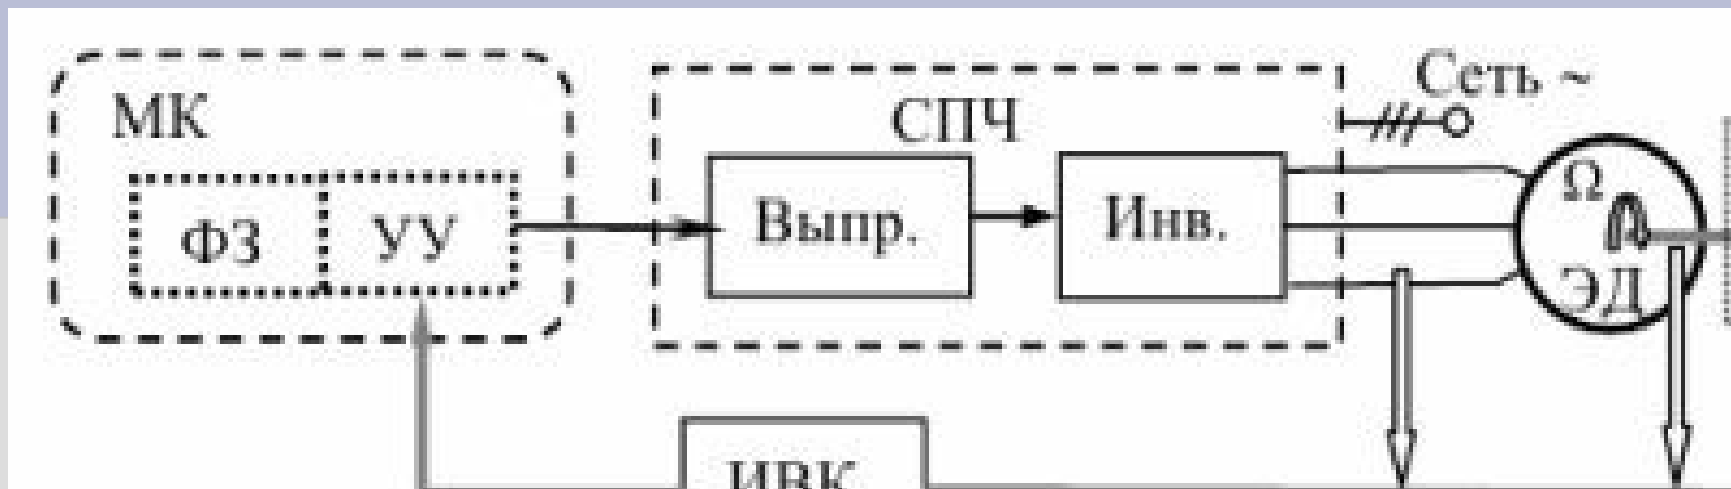 Сеть ~
МК
СПЧ
ФЗ
УУ
Выпр.
Инв.
Ω
ЭД
ИВК